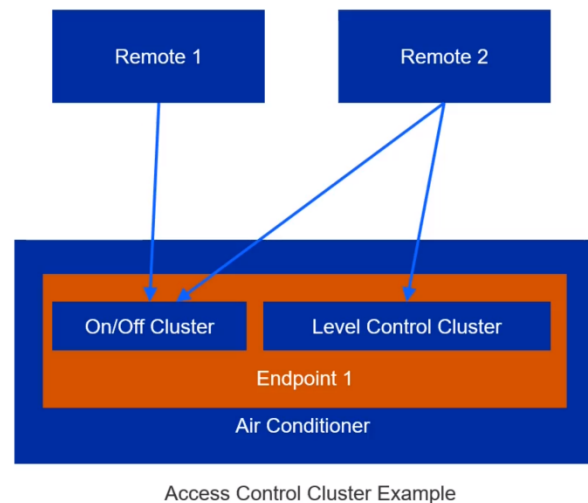 Remote 1
Remote 2
On/Off Cluster
Level Control Cluster
Endpoint 1
Air Conditioner
Access Control Cluster Example